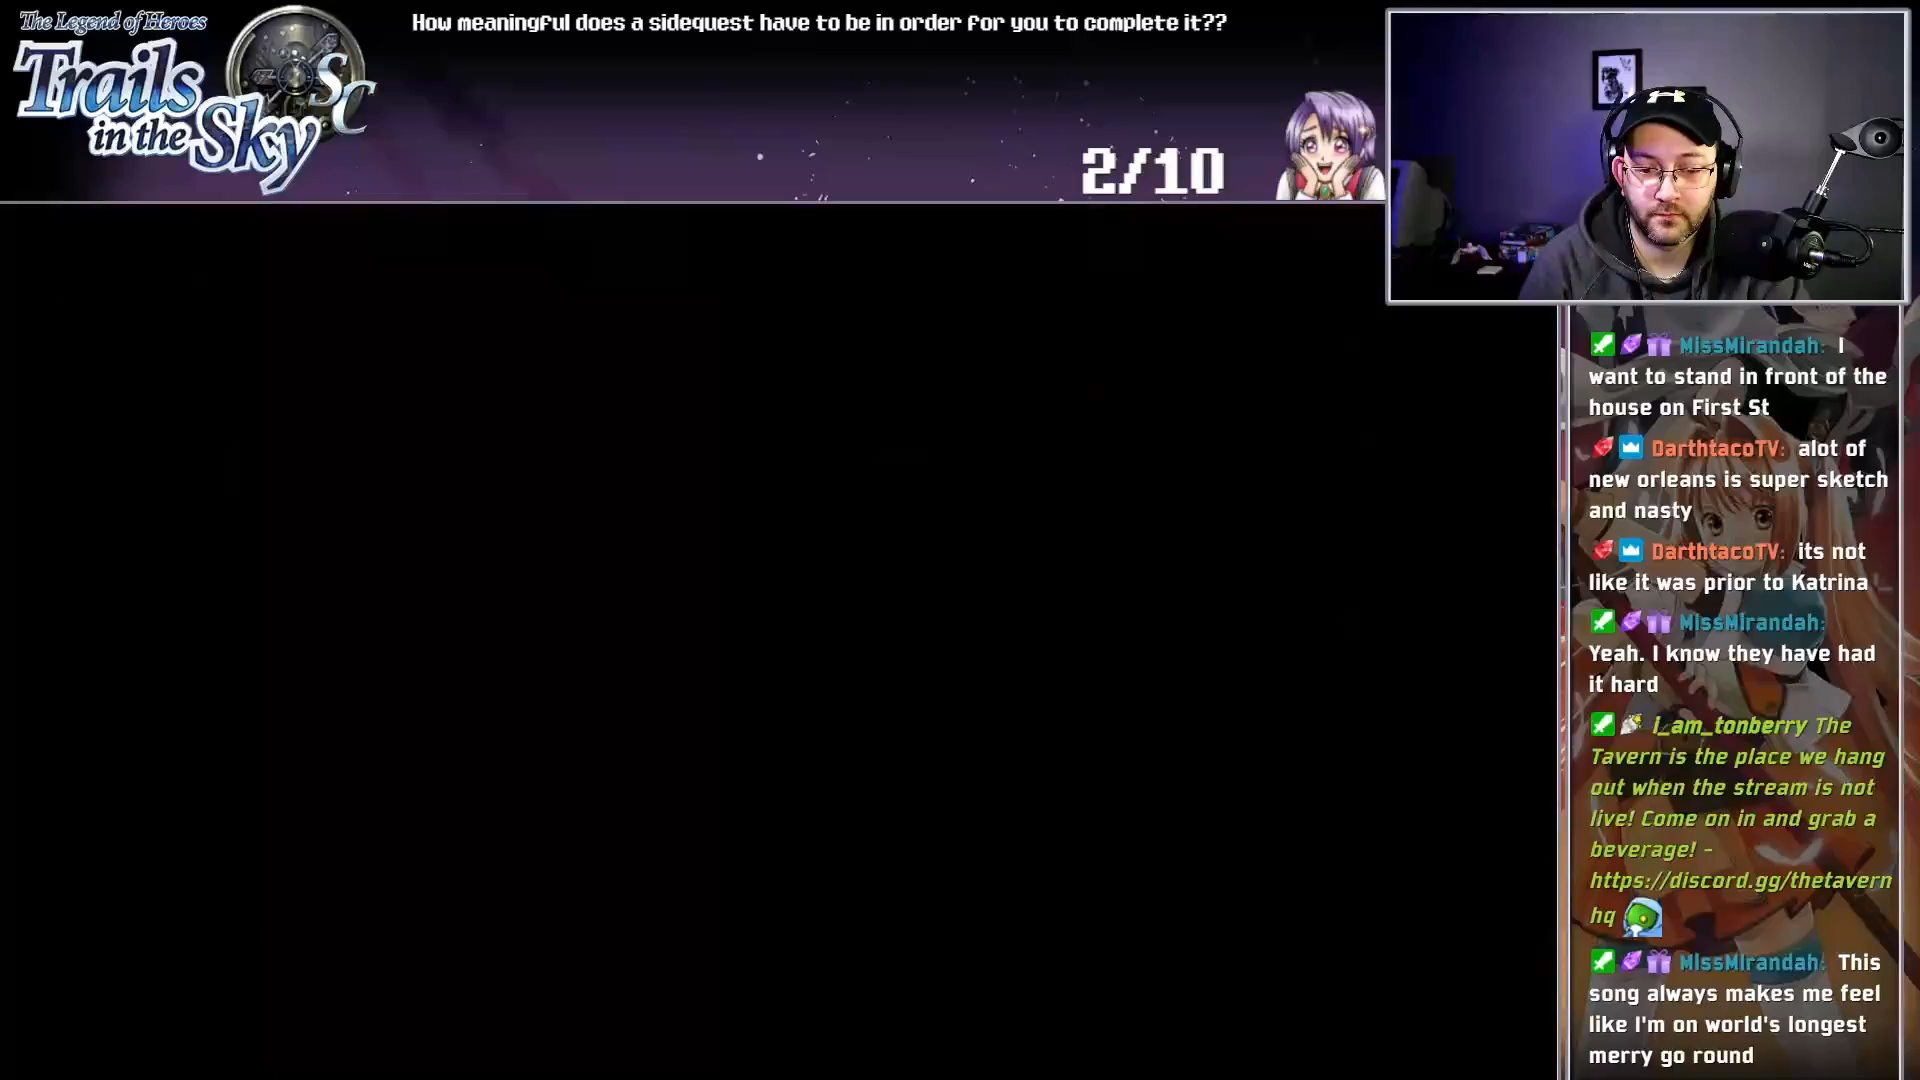 The Legend of Heroes
Trails
in the Sky SC
How meaningful does a sidequest have to be in order for you to complete it??
2/10
MissMirandah: I
want to stand in front of the
house on First St
DarthtacoTV: alot of
new orleans is super sketch
and nasty
DarthtacoTV: its not
like it was prior to Katrina
MissMirandah:
Yeah. I know they have had
it hard
i_am_tonberry The
Tavern is the place we hang
out when the stream is not
live! Come on in and grab a
beverage! -
https://discord.gg/thetavern
hq
MissMirandah: This
song always makes me feel
like I'm on world's longest
merry go round